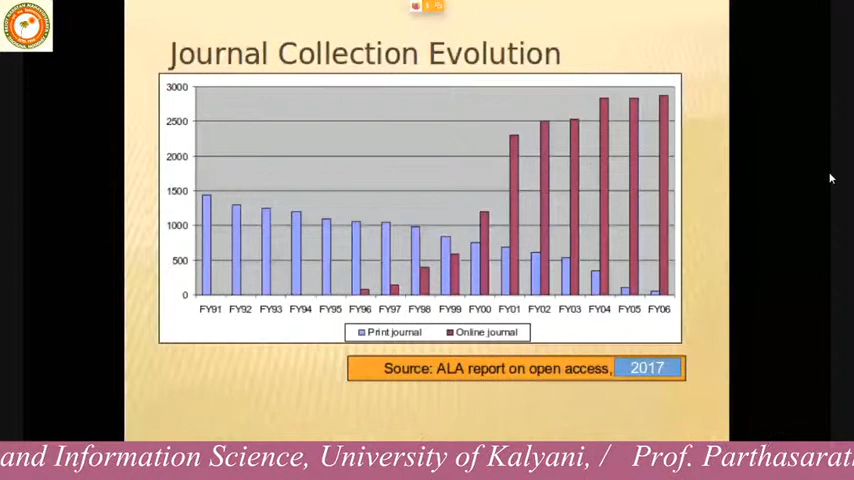 Journal Collection Evolution
3000
2500
2000
1500
1000
500
0
FY91 FY92 FY93 FY94 FY95 FY96 FY97 FY98 FY99 FY00 FY01 FY02 FY03 FY04 FY05 FY06
Print journal Online journal
Source: ALA report on open access, 2017
and Information Science, University of Kalyani, / Prof. Parthasarat